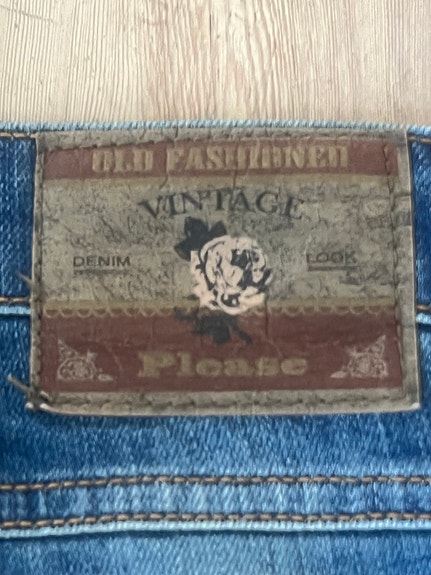 OLD FASHIONED
VINTAGE
DENIM LOOK
Please